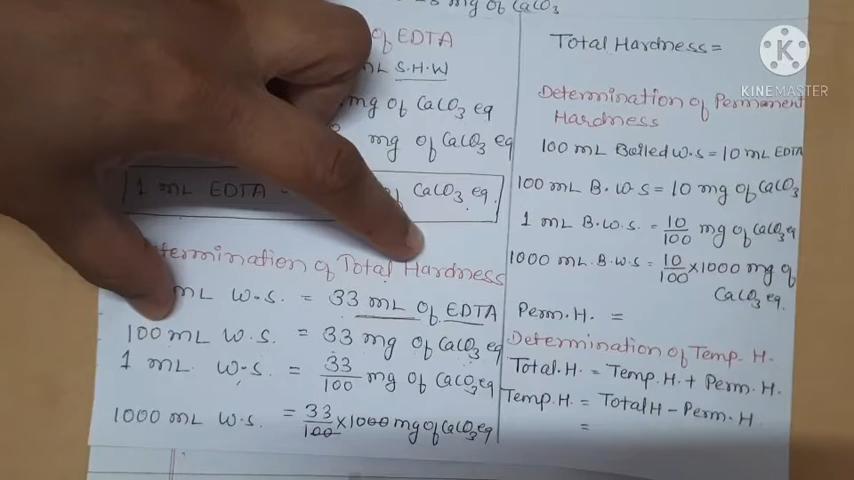 mg of CaCO3
of EDTA
mL S.H.W
mg of CaCO3 eq
mg of CaCO3 eq
1 mL EDTA of CaCO3 eq.
Determination of Total Hardness
mL W.S. = 33 mL of EDTA
100 mL W.S. = 33 mg of CaCO3 eq
1 mL W.S. = 33/100 mg of CaCO3 eq
1000 mL W.S. = 33/100 x 1000 mg of CaCO3 eq
Total Hardness =
Determination of Permanent
Hardness
100 mL Boiled W.S = 10 mL EDTA
100 mL B.W.S = 10 mg of CaCO3
1 mL B.W.S. = 10/100 mg of CaCO3 eq
1000 mL B.W.S = 10/100 x 1000 mg of
CaCO3 eq.
Perm.H. =
Determination of Temp. H.
Total.H. = Temp.H. + Perm.H.
Temp.H. = Total H - Perm.H
=
K
KINEMASTER